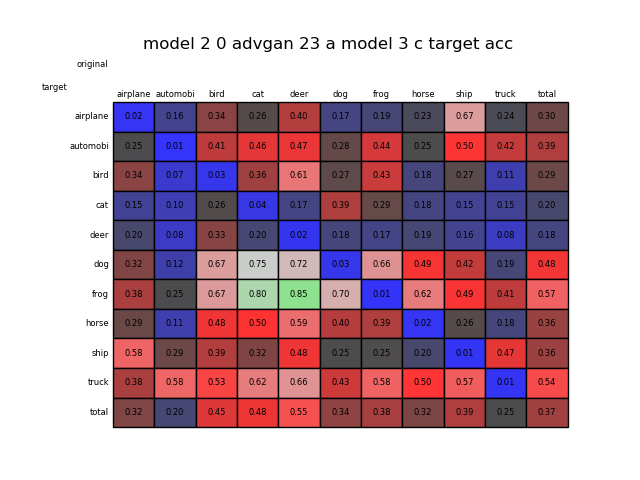 model 2 0 advgan 23 a model 3 c target acc
original
target
airplane automobi bird cat deer dog frog horse ship truck total
airplane 0.02 0.16 0.34 0.26 0.40 0.17 0.19 0.23 0.67 0.24 0.30
automobi 0.25 0.01 0.41 0.46 0.47 0.28 0.44 0.25 0.50 0.42 0.39
bird 0.34 0.07 0.03 0.36 0.61 0.27 0.43 0.18 0.27 0.11 0.29
cat 0.15 0.10 0.26 0.04 0.17 0.39 0.29 0.18 0.15 0.15 0.20
deer 0.20 0.08 0.33 0.20 0.02 0.18 0.17 0.19 0.16 0.08 0.18
dog 0.32 0.12 0.67 0.75 0.72 0.03 0.66 0.49 0.42 0.19 0.48
frog 0.38 0.25 0.67 0.80 0.85 0.70 0.01 0.62 0.49 0.41 0.57
horse 0.29 0.11 0.48 0.50 0.59 0.40 0.39 0.02 0.26 0.18 0.36
ship 0.58 0.29 0.39 0.32 0.48 0.25 0.25 0.20 0.01 0.47 0.36
truck 0.38 0.58 0.53 0.62 0.66 0.43 0.58 0.50 0.57 0.01 0.54
total 0.32 0.20 0.45 0.48 0.55 0.34 0.38 0.32 0.39 0.25 0.37